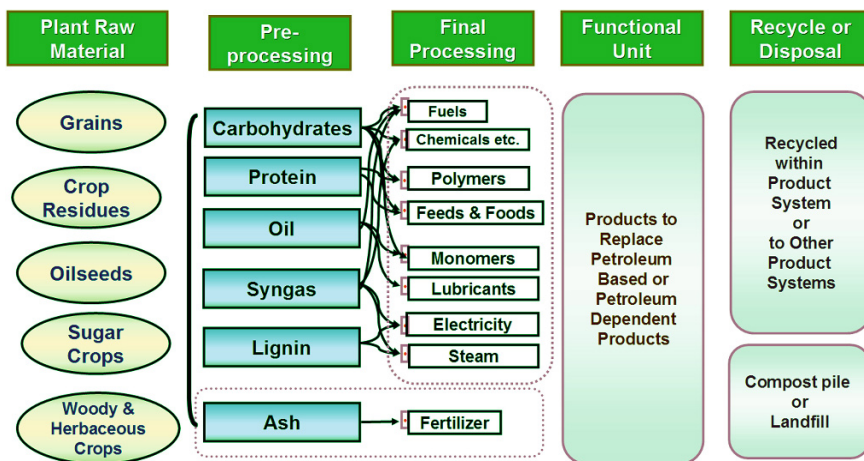 Plant Raw
Material
Pre-
processing
Final
Processing
Functional
Unit
Recycle or
Disposal
Grains
Crop
Residues
Oilseeds
Sugar
Crops
Woody &
Herbaceous
Crops
Carbohydrates
Protein
Oil
Syngas
Lignin
Ash
Fuels
Chemicals etc.
Polymers
Feeds & Foods
Monomers
Lubricants
Electricity
Steam
Fertilizer
Products to
Replace
Petroleum
Based or
Petroleum
Dependent
Products
Recycled
within
Product
System
or
to Other
Product
Systems
Compost pile
or
Landfill